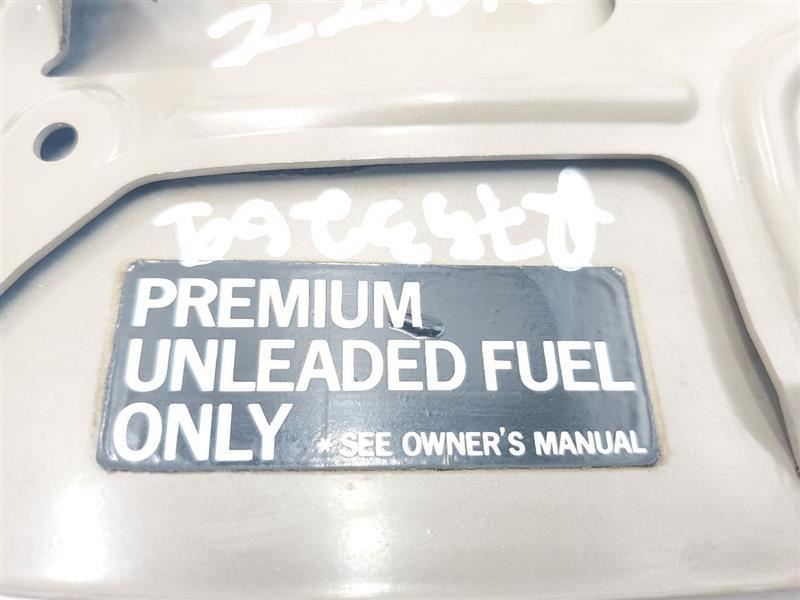 PREMIUM
UNLEADED FUEL
ONLY * SEE OWNER'S MANUAL